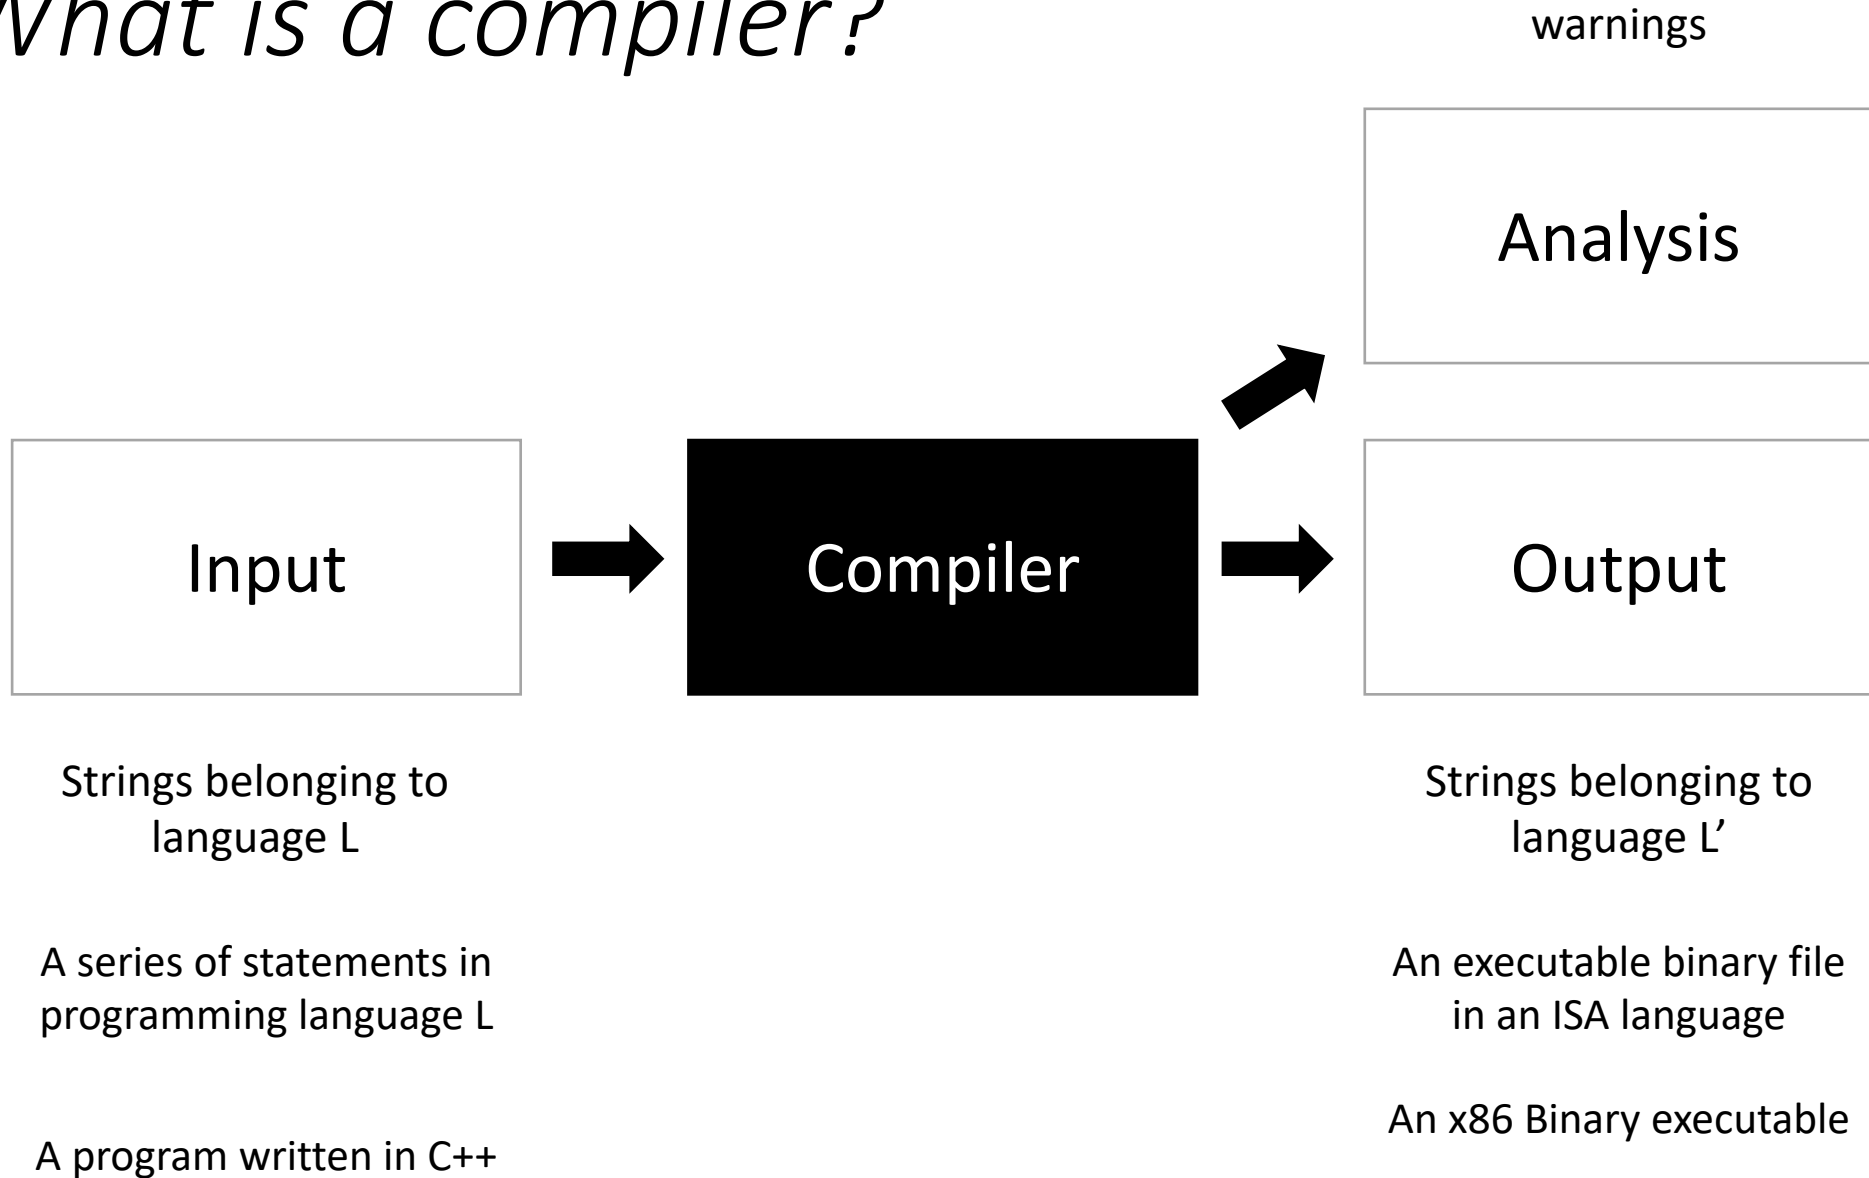 What is a compiler?
warnings
Analysis
Input
Compiler
Output
Strings belonging to
language L
Strings belonging to
language L’
A series of statements in
programming language L
An executable binary file
in an ISA language
An x86 Binary executable
A program written in C++